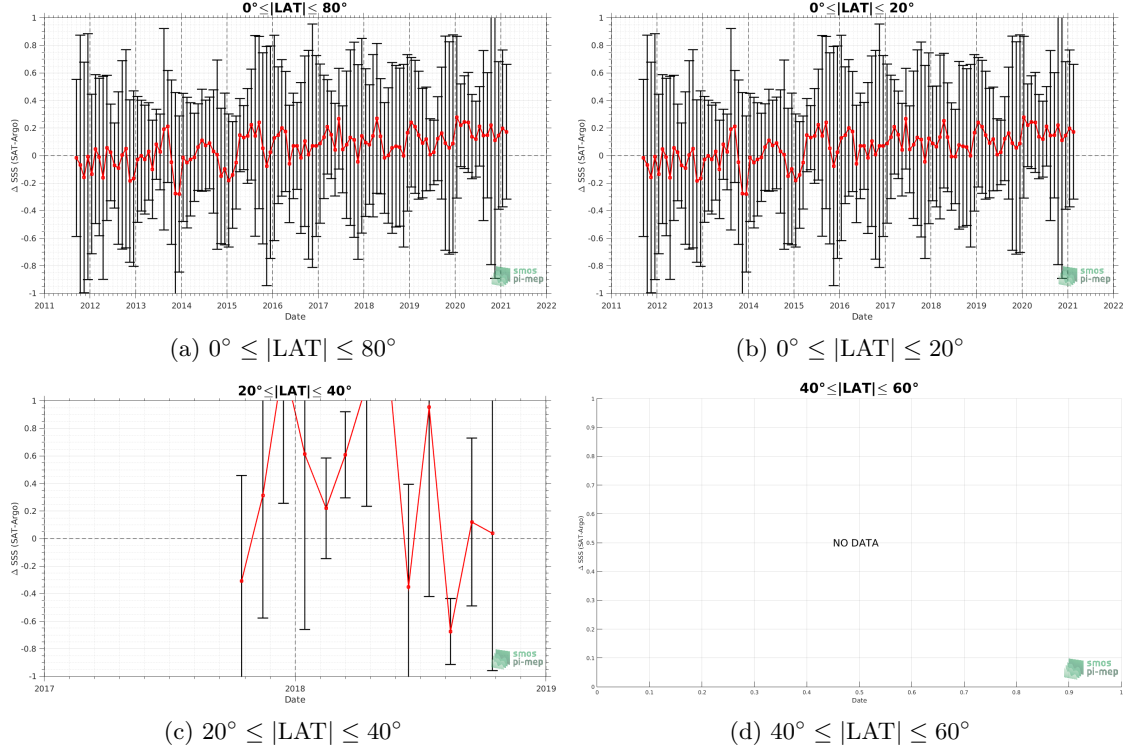 0°≤|LAT|≤ 80°
1
0.8
0.6
0.4
0.2
0
-0.2
-0.4
-0.6
-0.8
-1
Δ SSS (SAT-Argo)
2011 2012 2013 2014 2015 2016 2017 2018 2019 2020 2021 2022
Date
smos
pi-mep
(a) 0° ≤ |LAT| ≤ 80°
0°≤|LAT|≤ 20°
1
0.8
0.6
0.4
0.2
0
-0.2
-0.4
-0.6
-0.8
-1
Δ SSS (SAT-Argo)
2011 2012 2013 2014 2015 2016 2017 2018 2019 2020 2021 2022
Date
smos
pi-mep
(b) 0° ≤ |LAT| ≤ 20°
20°≤|LAT|≤ 40°
1
0.8
0.6
0.4
0.2
0
-0.2
-0.4
-0.6
-0.8
-1
Δ SSS (SAT-Argo)
2017 2018 2019
Date
smos
pi-mep
(c) 20° ≤ |LAT| ≤ 40°
40°≤|LAT|≤ 60°
1
0.9
0.8
0.7
0.6
0.5
0.4
0.3
0.2
0.1
0
Δ SSS (SAT-Argo)
NO DATA
0 0.1 0.2 0.3 0.4 0.5 0.6 0.7 0.8 0.9 1
Date
smos
pi-mep
(d) 40° ≤ |LAT| ≤ 60°